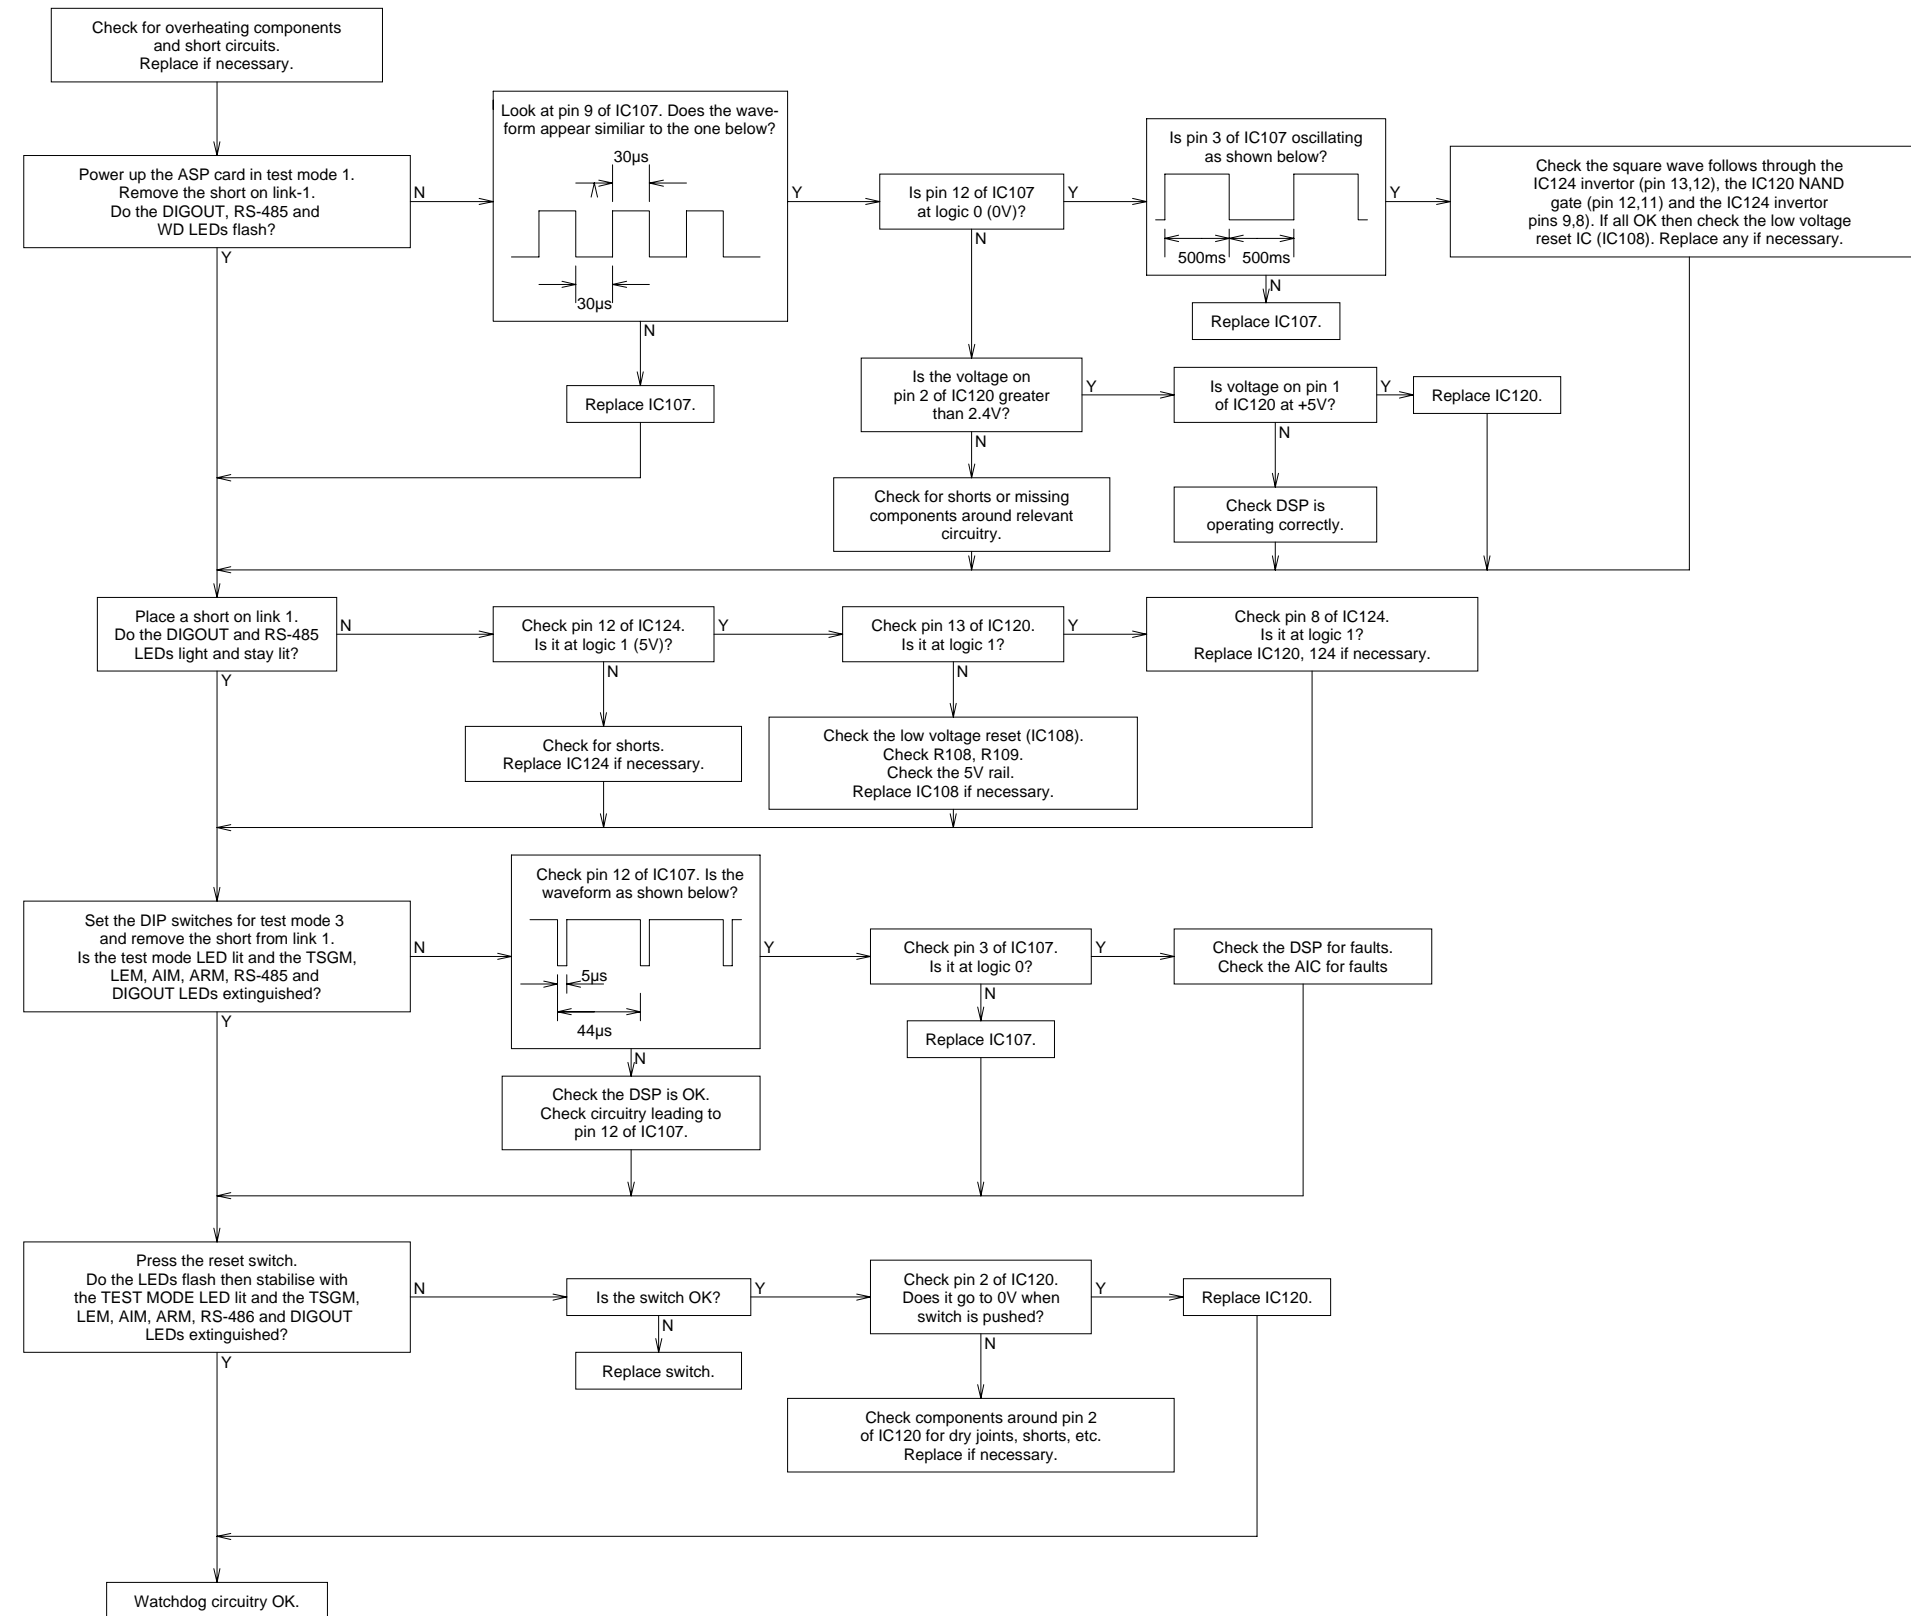 Check for overheating components
and short circuits.
Replace if necessary.
Power up the ASP card in test mode 1.
Remove the short on link-1.
Do the DIGOUT, RS-485 and
WD LEDs flash?
N
Y
Look at pin 9 of IC107. Does the wave-
form appear similiar to the one below?
30µs
30µs
Y
N
Replace IC107.
Is pin 12 of IC107
at logic 0 (0V)?
Y
N
Is pin 3 of IC107 oscillating
as shown below?
500ms
500ms
Y
N
Replace IC107.
Check the square wave follows through the
IC124 invertor (pin 13,12), the IC120 NAND
gate (pin 12,11) and the IC124 invertor
pins 9,8). If all OK then check the low voltage
reset IC (IC108). Replace any if necessary.
Is the voltage on
pin 2 of IC120 greater
than 2.4V?
Y
N
Is voltage on pin 1
of IC120 at +5V?
Y
N
Replace IC120.
Check for shorts or missing
components around relevant
circuitry.
Check DSP is
operating correctly.
Place a short on link 1.
Do the DIGOUT and RS-485
LEDs light and stay lit?
N
Y
Check pin 12 of IC124.
Is it at logic 1 (5V)?
Y
N
Check pin 13 of IC120.
Is it at logic 1?
Y
N
Check pin 8 of IC124.
Is it at logic 1?
Replace IC120, 124 if necessary.
Check for shorts.
Replace IC124 if necessary.
Check the low voltage reset (IC108).
Check R108, R109.
Check the 5V rail.
Replace IC108 if necessary.
Set the DIP switches for test mode 3
and remove the short from link 1.
Is the test mode LED lit and the TSGM,
LEM, AIM, ARM, RS-485 and
DIGOUT LEDs extinguished?
N
Y
Check pin 12 of IC107. Is the
waveform as shown below?
5µs
44µs
Y
N
Check pin 3 of IC107.
Is it at logic 0?
Y
N
Check the DSP for faults.
Check the AIC for faults
Replace IC107.
Check the DSP is OK.
Check circuitry leading to
pin 12 of IC107.
Press the reset switch.
Do the LEDs flash then stabilise with
the TEST MODE LED lit and the TSGM,
LEM, AIM, ARM, RS-486 and DIGOUT
LEDs extinguished?
N
Y
Is the switch OK?
Y
N
Replace switch.
Check pin 2 of IC120.
Does it go to 0V when
switch is pushed?
Y
N
Replace IC120.
Check components around pin 2
of IC120 for dry joints, shorts, etc.
Replace if necessary.
Watchdog circuitry OK.